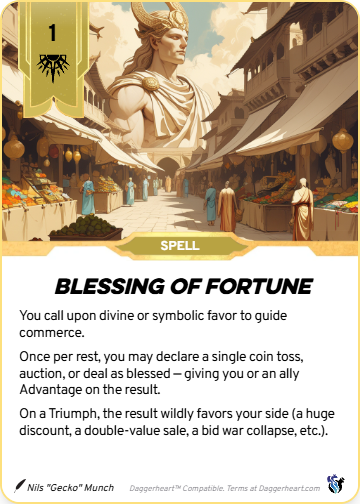 1
SPELL
BLESSING OF FORTUNE
You call upon divine or symbolic favor to guide
commerce.
Once per rest, you may declare a single coin toss,
auction, or deal as blessed — giving you or an ally
Advantage on the result.
On a Triumph, the result wildly favors your side (a huge
discount, a double-value sale, a bid war collapse, etc.).
Nils "Gecko" Munch
Daggerheart™ Compatible. Terms at Daggerheart.com